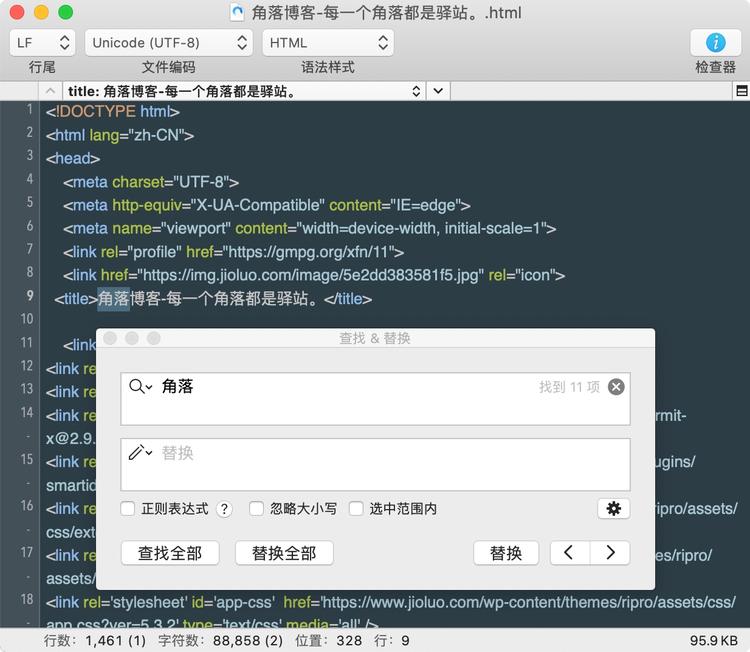 角落博客-每一个角落都是驿站。.html
LF Unicode (UTF-8) HTML
行尾 文件编码 语法样式 检查器
title: 角落博客-每一个角落都是驿站。
1 <!DOCTYPE html>
2 <html lang="zh-CN">
3 <head>
4 <meta charset="UTF-8">
5 <meta http-equiv="X-UA-Compatible" content="IE=edge">
6 <meta name="viewport" content="width=device-width, initial-scale=1">
7 <link rel="profile" href="https://gmpg.org/xfn/11">
8 <link href="https://img.jioluo.com/image/5e2dd383581f5.jpg" rel="icon">
9 <title>角落博客-每一个角落都是驿站。</title>
10
11 <link
12 <link re
13 <link re
14 <link re rmit-
- x@2.9.
15 <link re ugins/
- smartid
16 <link re ripro/assets/
- css/ext
17 <link re es/ripro/
- assets/
18 <link rel='stylesheet' id='app-css' href='https://www.jioluo.com/wp-content/themes/ripro/assets/css/
- app.css?ver=5.3.2' type='text/css' media='all' />
查找 & 替换
角落 找到 11 项
替换
正则表达式 ? 忽略大小写 选中范围内
查找全部 替换全部 替换
行数: 1,461 (1) 字符数: 88,858 (2) 位置: 328 行: 9 95.9 KB